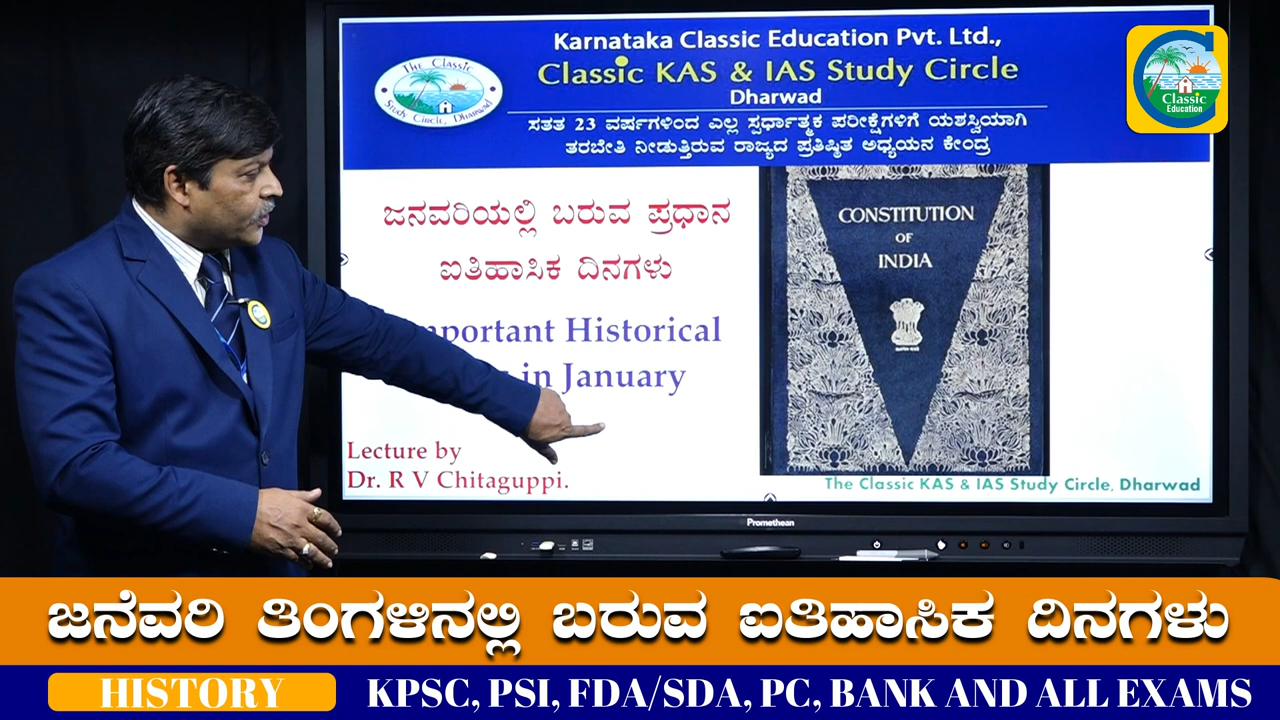 Karnataka Classic Education Pvt. Ltd.,
Classic KAS & IAS Study Circle
Dharwad
ಸತತ 23 ವರ್ಷಗಳಿಂದ ಎಲ್ಲ ಸ್ಪರ್ಧಾತ್ಮಕ ಪರೀಕ್ಷೆಗಳಿಗೆ ಯಶಸ್ವಿಯಾಗಿ
ತರಬೇತಿ ನೀಡುತ್ತಿರುವ ರಾಜ್ಯದ ಪ್ರತಿಷ್ಠಿತ ಅಧ್ಯಯನ ಕೇಂದ್ರ
The Classic
Study Circle, Dharwad
Classic
Education
ಜನವರಿಯಲ್ಲಿ ಬರುವ ಪ್ರಧಾನ
ಐತಿಹಾಸಿಕ ದಿನಗಳು
Important Historical
in January
Lecture by
Dr. R V Chitaguppi.
CONSTITUTION
OF
INDIA
The Classic KAS & IAS Study Circle, Dharwad
Promethean
ಜನೆವರಿ ತಿಂಗಳಿನಲ್ಲಿ ಬರುವ ಐತಿಹಾಸಿಕ ದಿನಗಳು
HISTORY
KPSC, PSI, FDA/SDA, PC, BANK AND ALL EXAMS